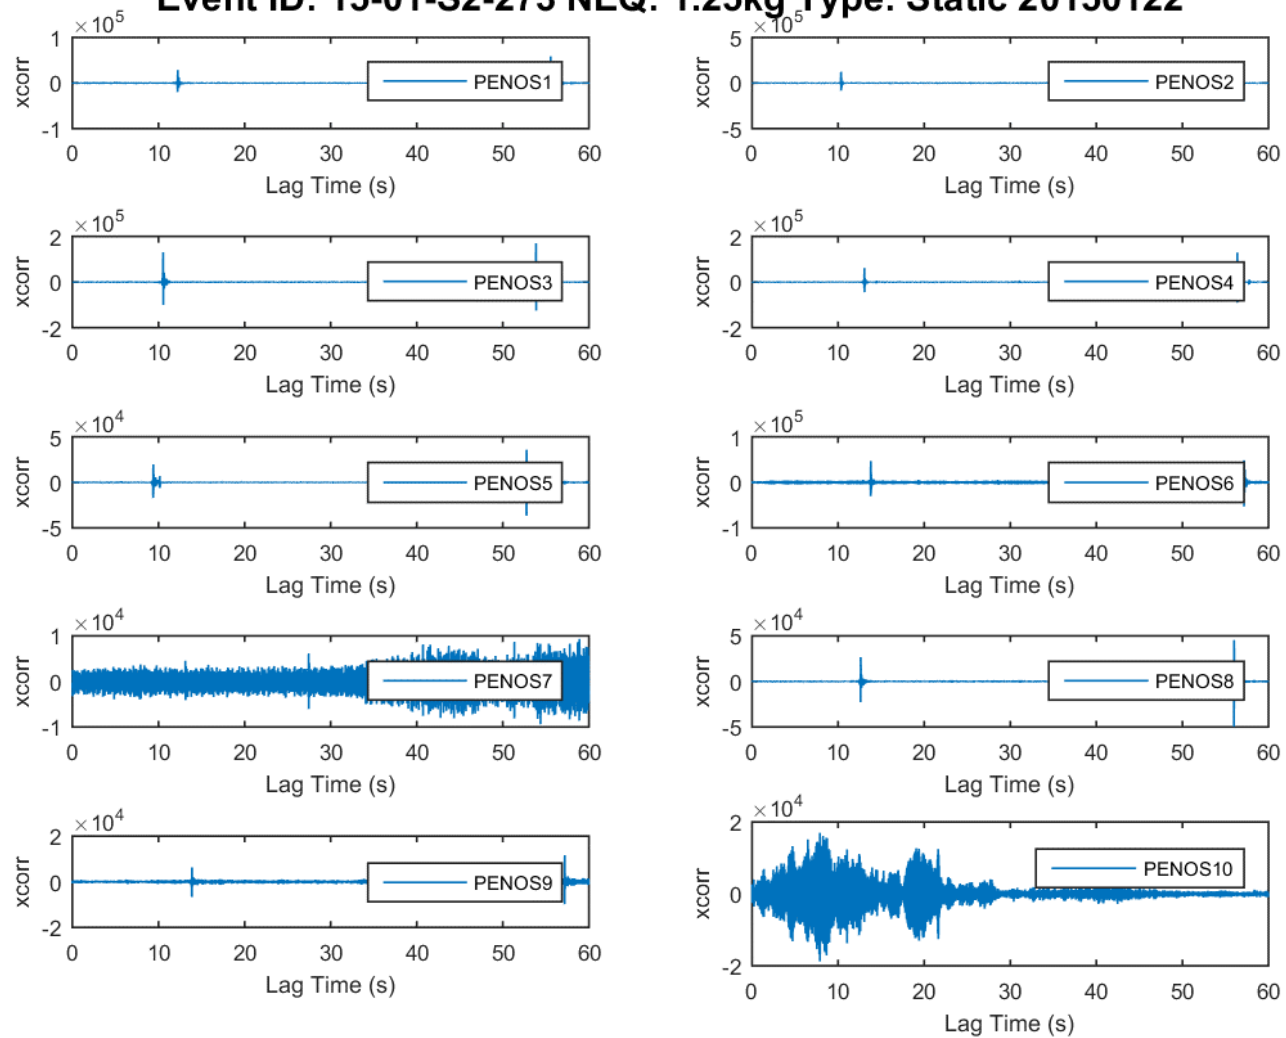 Event ID: 15-01-S2-273 NEQ: 1.25kg Type: Static 20150122
×10^5
1
0
-1
xcorr
PENOS1
0 10 20 30 40 50 60
Lag Time (s)
×10^5
5
0
-5
xcorr
PENOS2
0 10 20 30 40 50 60
Lag Time (s)
×10^5
2
0
-2
xcorr
PENOS3
0 10 20 30 40 50 60
Lag Time (s)
×10^5
2
0
-2
xcorr
PENOS4
0 10 20 30 40 50 60
Lag Time (s)
×10^4
5
0
-5
xcorr
PENOS5
0 10 20 30 40 50 60
Lag Time (s)
×10^5
1
0
-1
xcorr
PENOS6
0 10 20 30 40 50 60
Lag Time (s)
×10^4
1
0
-1
xcorr
PENOS7
0 10 20 30 40 50 60
Lag Time (s)
×10^4
5
0
-5
xcorr
PENOS8
0 10 20 30 40 50 60
Lag Time (s)
×10^4
2
0
-2
xcorr
PENOS9
0 10 20 30 40 50 60
Lag Time (s)
×10^4
2
0
-2
xcorr
PENOS10
0 10 20 30 40 50 60
Lag Time (s)